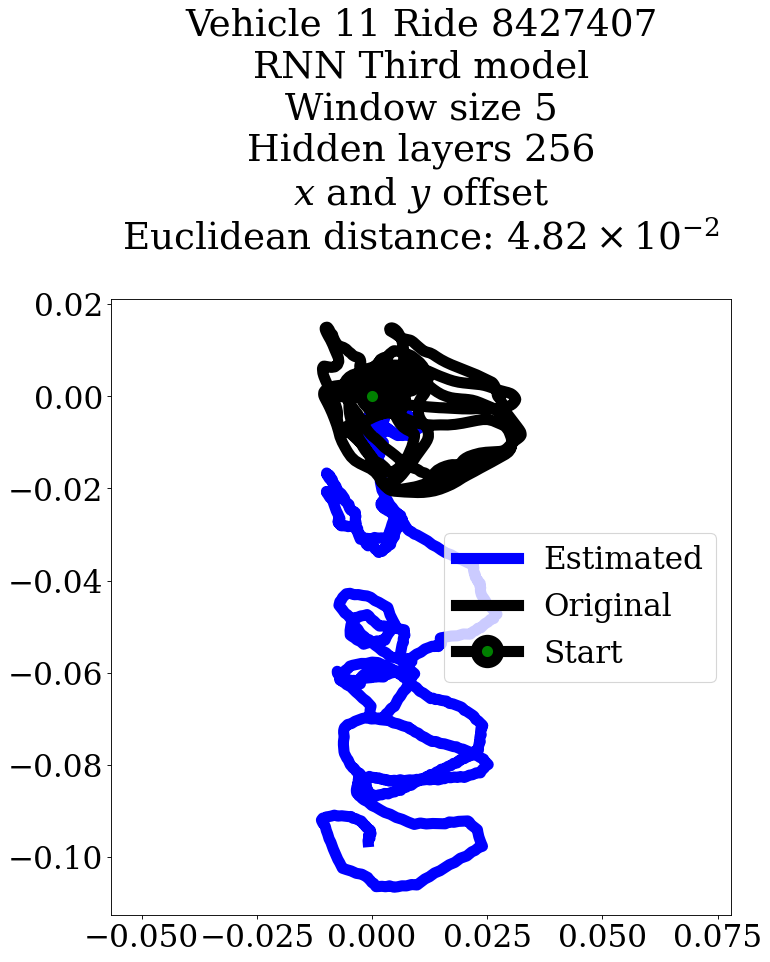 Vehicle 11 Ride 8427407
RNN Third model
Window size 5
Hidden layers 256
x and y offset
Euclidean distance: 4.82 × 10⁻²
0.02
0.00
−0.02
−0.04
−0.06
−0.08
−0.10
Estimated
Original
Start
−0.050 −0.025 0.000 0.025 0.050 0.075